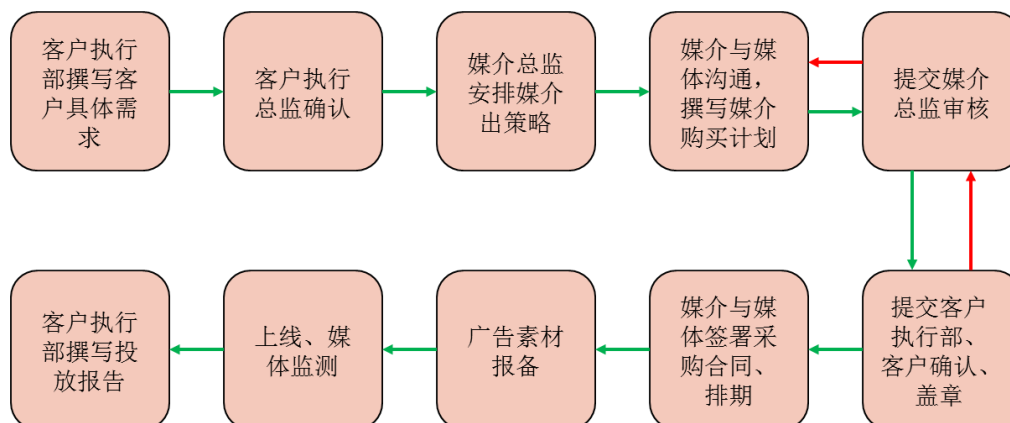 客户执行
部撰写客
户具体需
求
客户执行
总监确认
媒介总监
安排媒介
出策略
媒介与媒
体沟通，
撰写媒介
购买计划
提交媒介
总监审核
客户执行
部撰写投
放报告
上线、媒
体监测
广告素材
报备
媒介与媒
体签署采
购合同、
排期
提交客户
执行部、
客户确认、
盖章